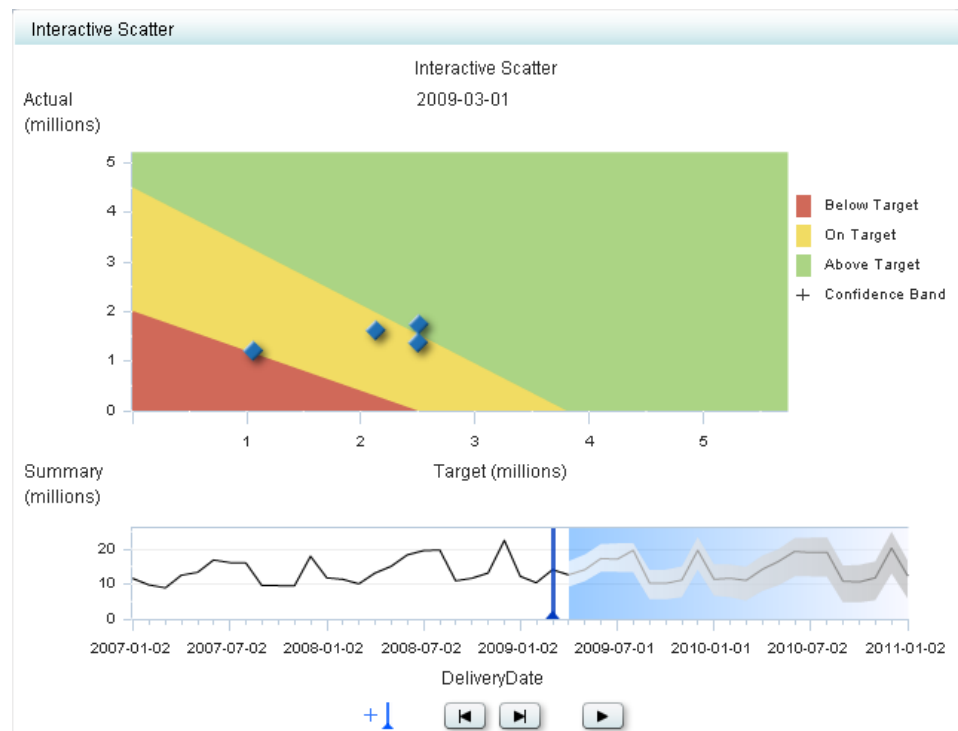 Interactive Scatter
Interactive Scatter
Actual
(millions)
2009-03-01
5
4
3
2
1
0
1 2 3 4 5
Target (millions)
Below Target
On Target
Above Target
Confidence Band
Summary
(millions)
20
10
0
2007-01-02 2007-07-02 2008-01-02 2008-07-02 2009-01-02 2009-07-01 2010-01-01 2010-07-02 2011-01-02
DeliveryDate